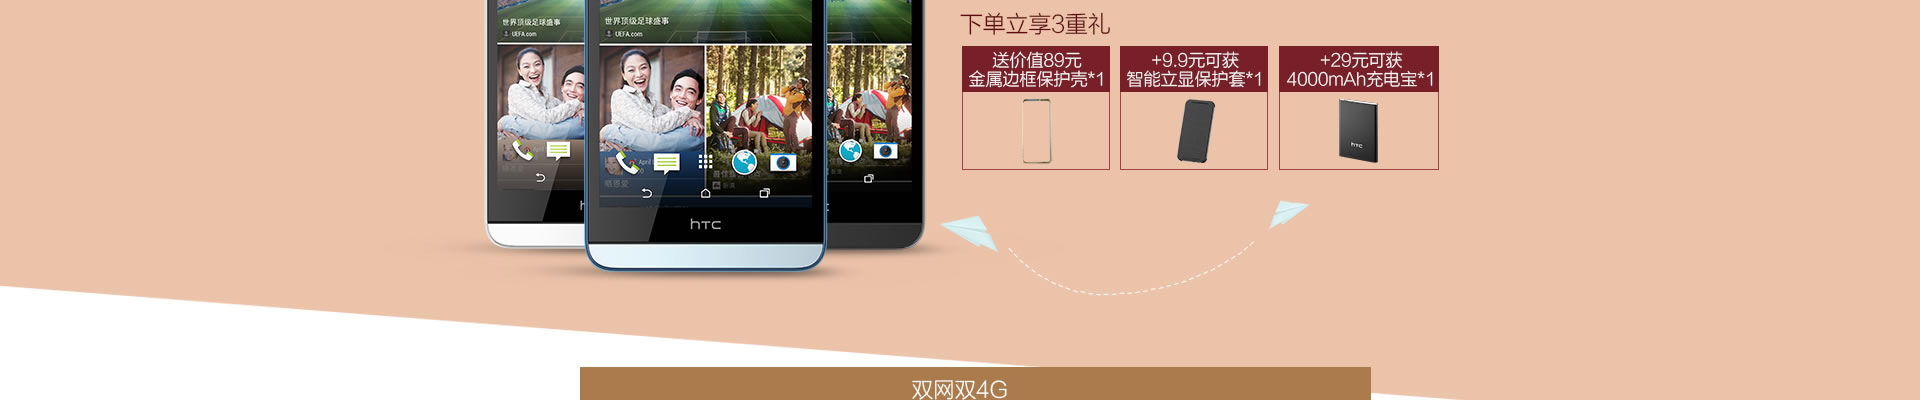 世界顶级足球盛事
UEFA.com
世界顶级足球盛事
UEFA.com
April
April
htc
下单立享3重礼
送价值89元
金属边框保护壳*1
+9.9元可获
智能立显保护套*1
+29元可获
4000mAh充电宝*1
htc
双网双4G